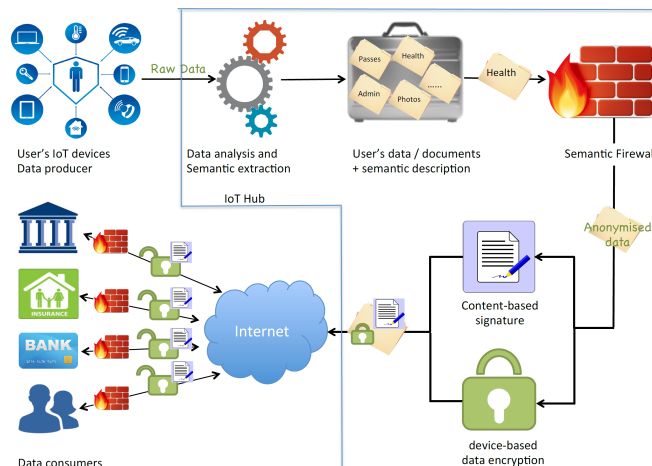 Raw Data
Passes
Health
Admin
Photos
......
Health
User's IoT devices
Data producer
Data analysis and
Semantic extraction
User's data / documents
+ semantic description
Semantic Firewall
IoT Hub
Anonymised
data
INSURANCE
BANK
Internet
Content-based
signature
device-based
data encryption
Data consumers